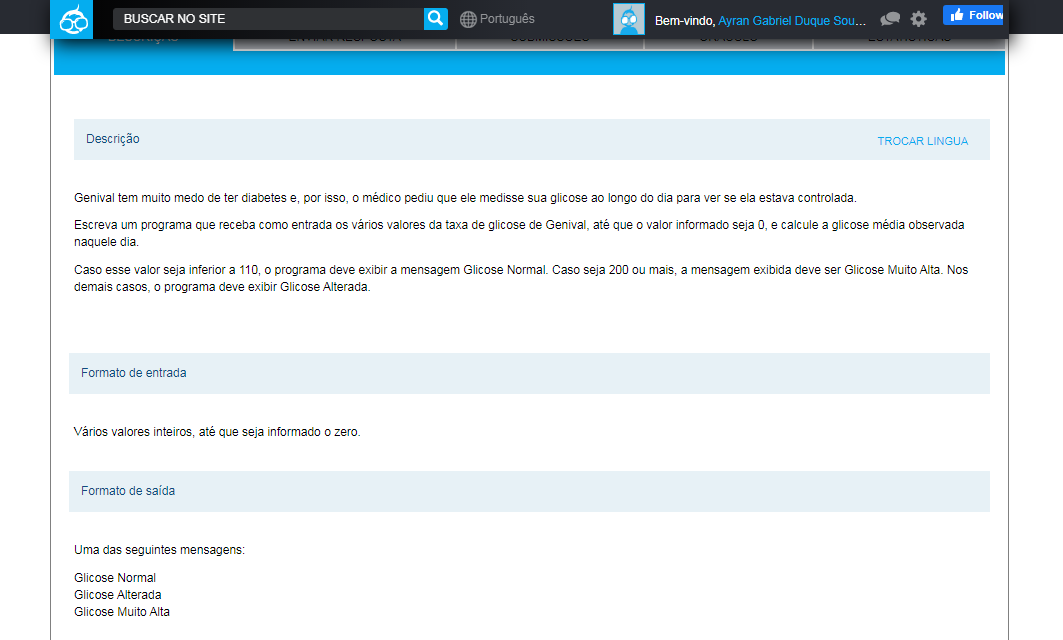 BUSCAR NO SITE
Português
Bem-vindo, Ayran Gabriel Duque Sou...
Follow
Descrição
TROCAR LINGUA
Genival tem muito medo de ter diabetes e, por isso, o médico pediu que ele medisse sua glicose ao longo do dia para ver se ela estava controlada.
Escreva um programa que receba como entrada os vários valores da taxa de glicose de Genival, até que o valor informado seja 0, e calcule a glicose média observada
naquele dia.
Caso esse valor seja inferior a 110, o programa deve exibir a mensagem Glicose Normal. Caso seja 200 ou mais, a mensagem exibida deve ser Glicose Muito Alta. Nos
demais casos, o programa deve exibir Glicose Alterada.
Formato de entrada
Vários valores inteiros, até que seja informado o zero.
Formato de saída
Uma das seguintes mensagens:
Glicose Normal
Glicose Alterada
Glicose Muito Alta